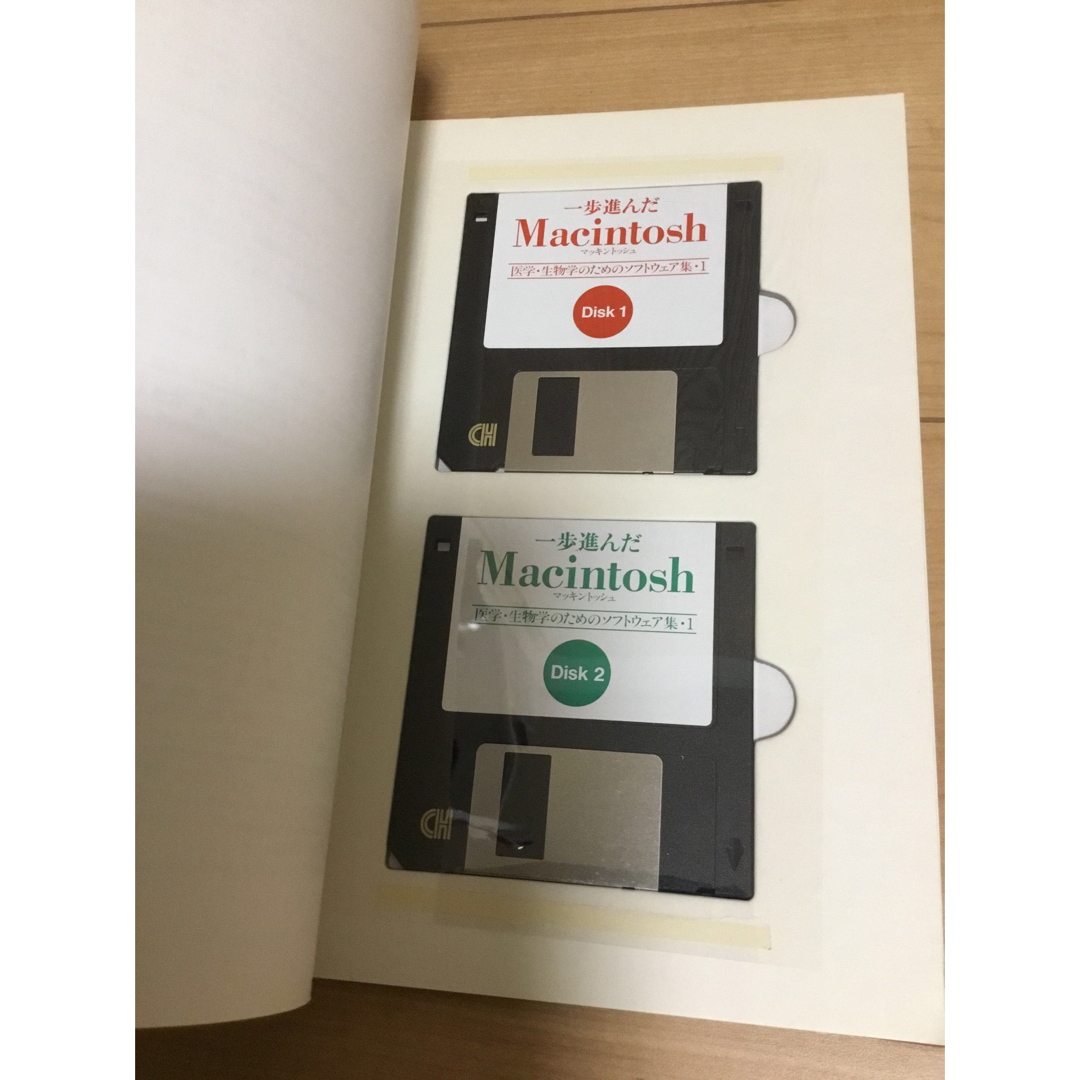 一歩進んだ
Macintosh
マッキントッシュ
医学・生物学のためのソフトウェア集・1
Disk 1
CH
一歩進んだ
Macintosh
マッキントッシュ
医学・生物学のためのソフトウェア集・1
Disk 2
CH